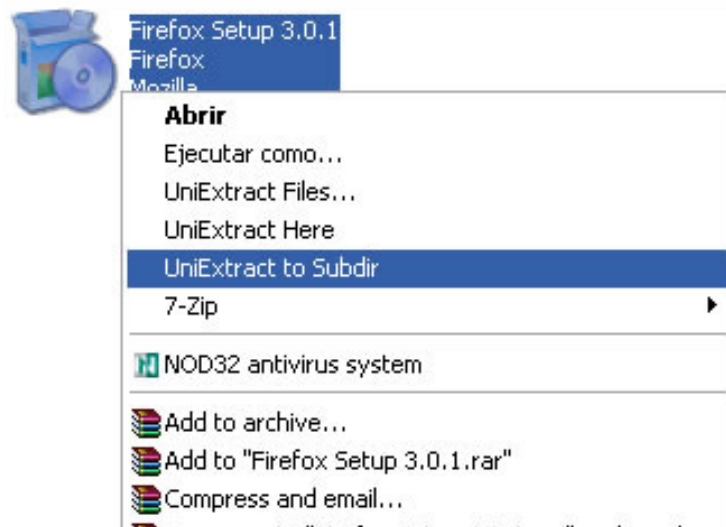 Firefox Setup 3.0.1
Firefox
Mozilla
Abrir
Ejecutar como...
UniExtract Files...
UniExtract Here
UniExtract to Subdir
7-Zip
NOD32 antivirus system
Add to archive...
Add to "Firefox Setup 3.0.1.rar"
Compress and email...